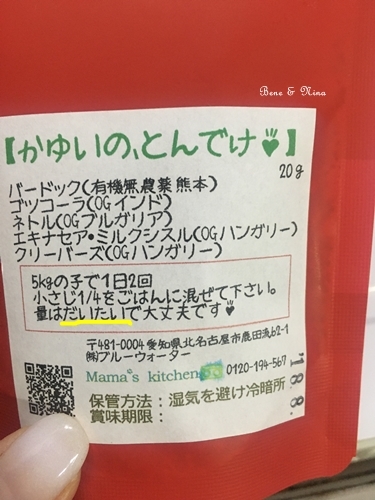 Bene & Nina
【かゆいの、とんでけ】
20g
バードック(有機無農薬 熊本)
ゴツコーラ(OGインド)
ネトル(OGブルガリア)
エキナセア・ミルクシスル(OGハンガリー)
クリーバーズ(OGハンガリー)
5kgの子で1日2回
小さじ1/4をごはんに混ぜて下さい。
量はだいたいで大丈夫です
〒481-0004 愛知県北名古屋市鹿田流62-1
㈱ブルーウォーター
Mama's kitchen 0120-194-567
保管方法:湿気を避け冷暗所
賞味期限:
'18.8.